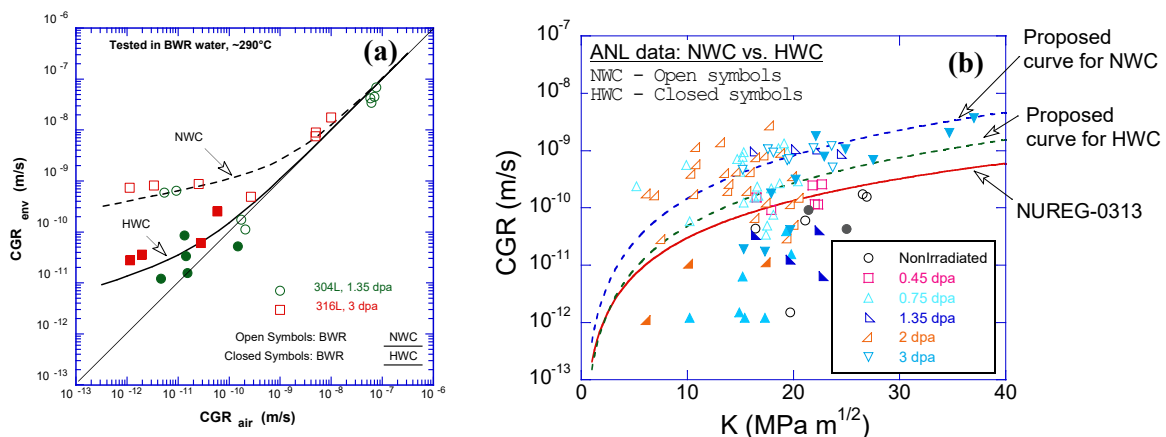 Tested in BWR water, ~290°C
(a)
10⁻⁶
10⁻⁷
10⁻⁸
10⁻⁹
10⁻¹⁰
10⁻¹¹
10⁻¹²
10⁻¹³
CGR env (m/s)
NWC
HWC
304L, 1.35 dpa
316L, 3 dpa
Open Symbols: BWR NWC
Closed Symbols: BWR HWC
10⁻¹³ 10⁻¹² 10⁻¹¹ 10⁻¹⁰ 10⁻⁹ 10⁻⁸ 10⁻⁷ 10⁻⁶
CGR air (m/s)
ANL data: NWC vs. HWC
NWC – Open symbols
HWC – Closed symbols
(b)
10⁻⁷
10⁻⁸
10⁻⁹
10⁻¹⁰
10⁻¹¹
10⁻¹²
10⁻¹³
CGR (m/s)
Proposed
curve for NWC
Proposed
curve for HWC
NUREG-0313
NonIrradiated
0.45 dpa
0.75 dpa
1.35 dpa
2 dpa
3 dpa
0 10 20 30 40
K (MPa m^1/2)